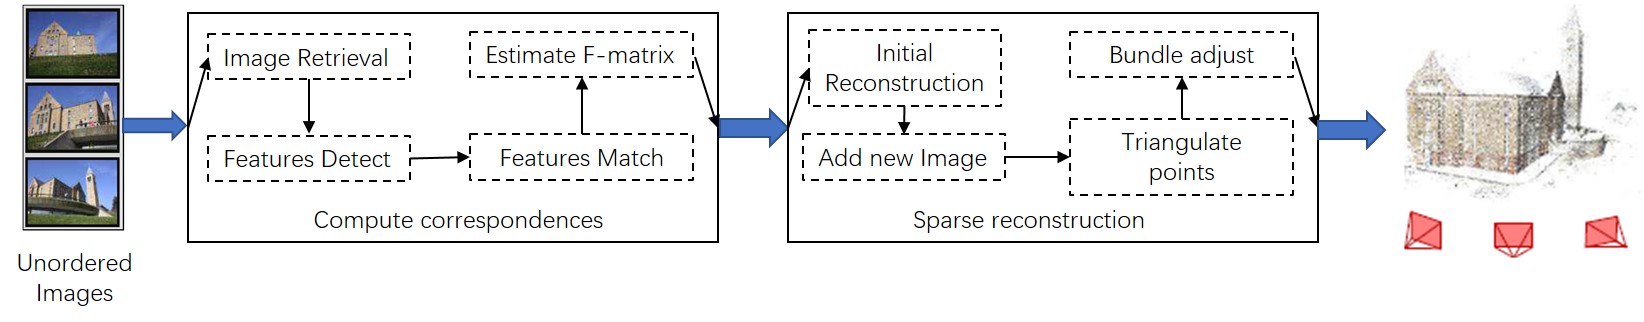 Unordered
Images
Image Retrieval
Features Detect
Features Match
Estimate F-matrix
Compute correspondences
Initial
Reconstruction
Add new Image
Triangulate
points
Bundle adjust
Sparse reconstruction